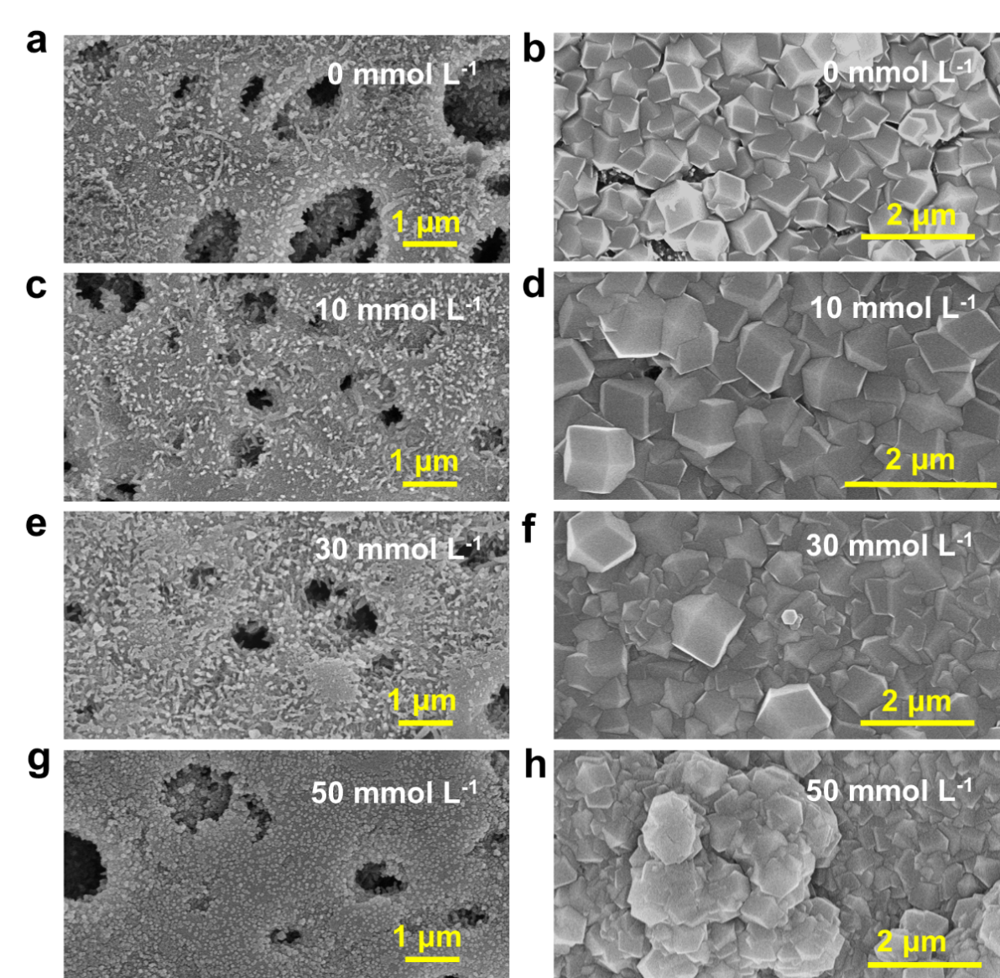 a
0 mmol L-1
1 μm
b
0 mmol L-1
2 μm
c
10 mmol L-1
1 μm
d
10 mmol L-1
2 μm
e
30 mmol L-1
1 μm
f
30 mmol L-1
2 μm
g
50 mmol L-1
1 μm
h
50 mmol L-1
2 μm